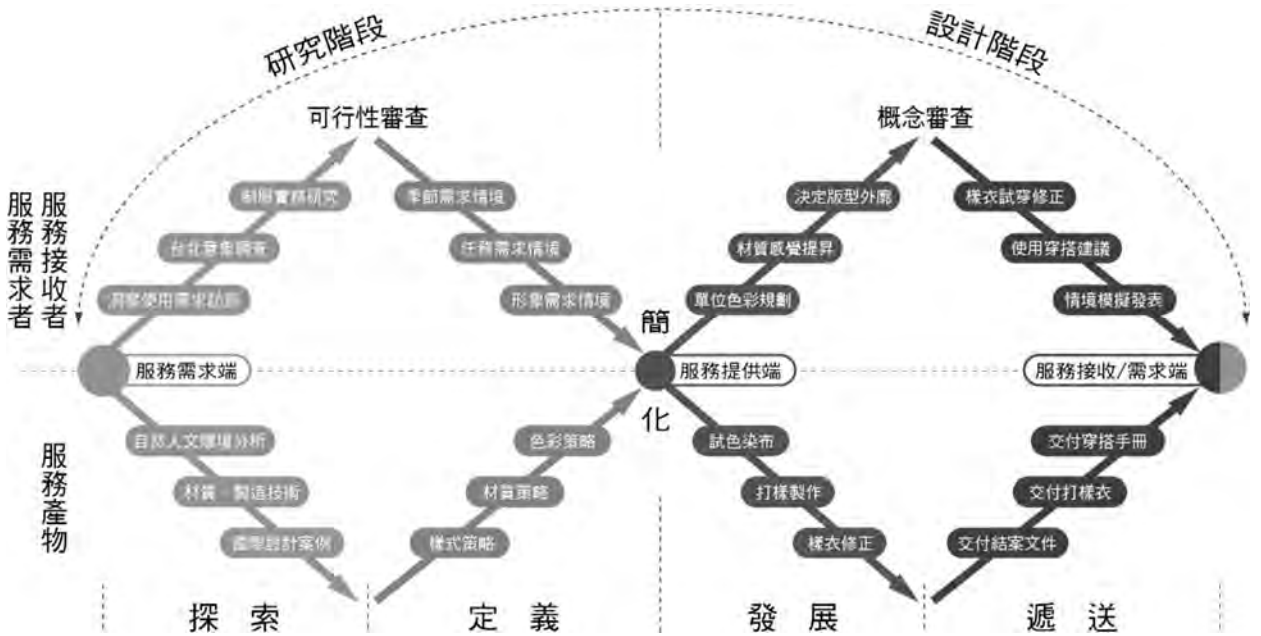 研究階段
設計階段
可行性審查
概念審查
服務需求者
服務接收者
制服實務研究
季節需求情境
決定版型外廓
樣衣試穿修正
台北意象調查
任務需求情境
材質感覺提昇
使用穿搭建議
形象需求情境
單位色彩規劃
情境模擬發表
簡
服務需求端
服務提供端
服務接收/需求端
化
服務產物
自然人文環境分析
色彩策略
試色染布
交付穿搭手冊
材質、製造技術
材質策略
打樣製作
交付打樣衣
國際設計案例
樣式策略
樣衣修正
交付結案文件
探索
定義
發展
遞送